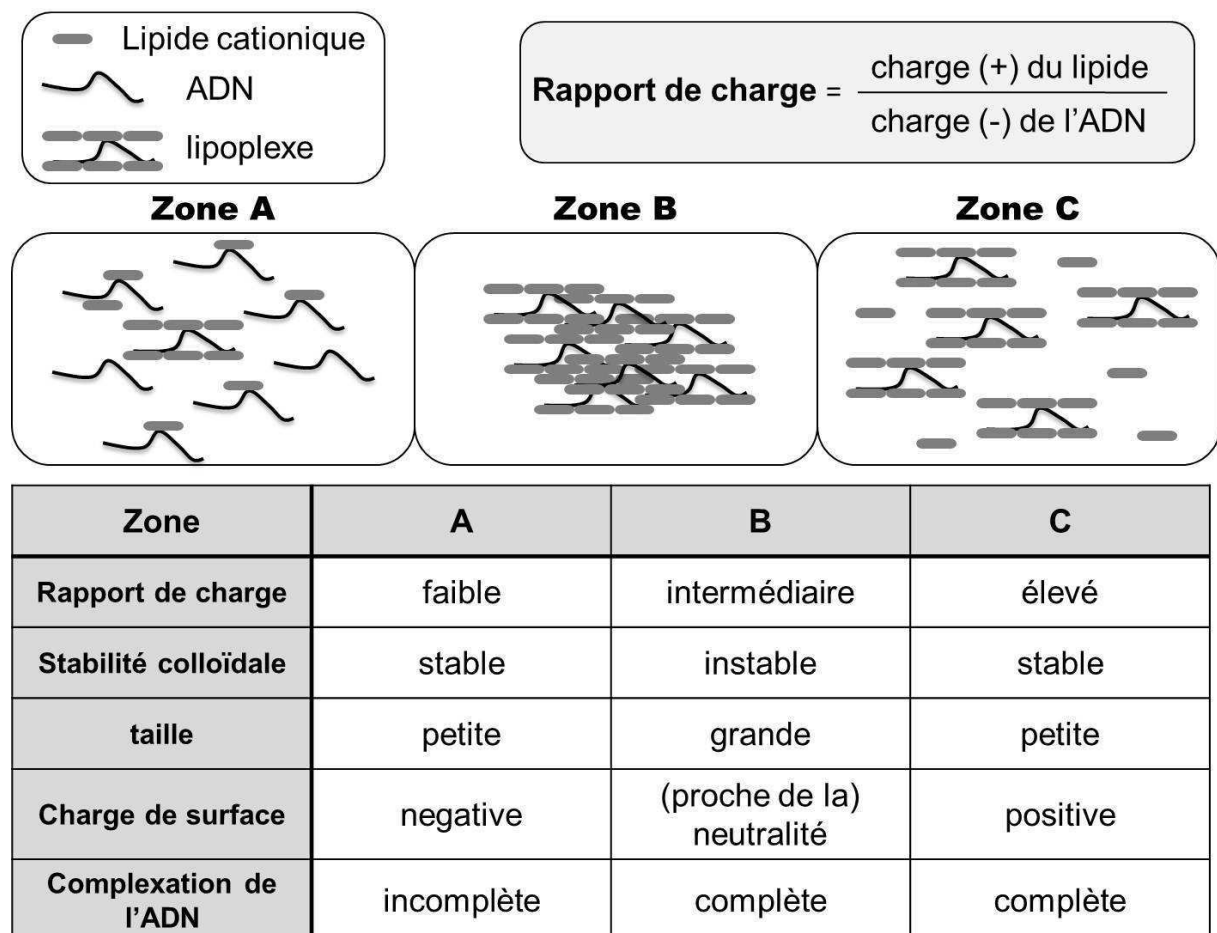 Lipide cationique
ADN
lipoplexe
Rapport de charge = charge (+) du lipide
charge (-) de l’ADN
Zone A
Zone B
Zone C
Zone A B C
Rapport de charge faible intermédiaire élevé
Stabilité colloïdale stable instable stable
taille petite grande petite
Charge de surface negative (proche de la) neutralité positive
Complexation de l’ADN incomplète complète complète